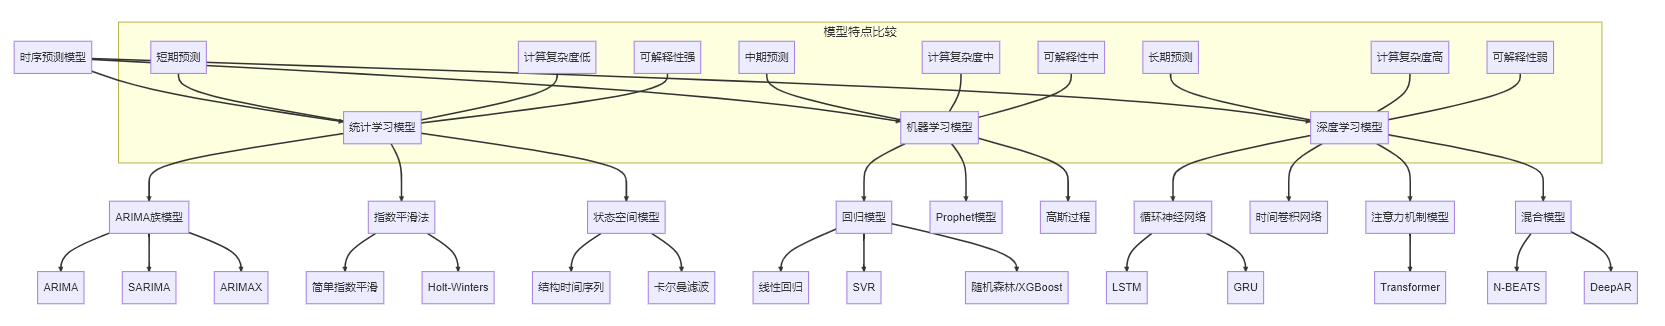 模型特点比较
时序预测模型
短期预测
计算复杂度低
可解释性强
中期预测
计算复杂度中
可解释性中
长期预测
计算复杂度高
可解释性弱
统计学习模型
机器学习模型
深度学习模型
ARIMA族模型
指数平滑法
状态空间模型
回归模型
Prophet模型
高斯过程
循环神经网络
时间卷积网络
注意力机制模型
混合模型
ARIMA
SARIMA
ARIMAX
简单指数平滑
Holt-Winters
结构时间序列
卡尔曼滤波
线性回归
SVR
随机森林/XGBoost
LSTM
GRU
Transformer
N-BEATS
DeepAR